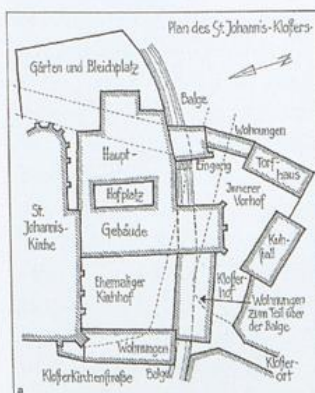 Plan des St. Johannis-Klosters-
Gärten und Bleichplatz
Balge
Wohnungen
Torf-
haus
Eingang
Haupt-
Hofplatz
Gebäude
Innerer
Vorhof
St.
Johannis-
Kirche
Kuh-
stall
Ehemaliger
Kirchhof
Kloster
hof
Wohnungen
zum Teil über
der Balge
Wohnungen
Kloster-
ort
Klosterkirchenstraße
Balge
a